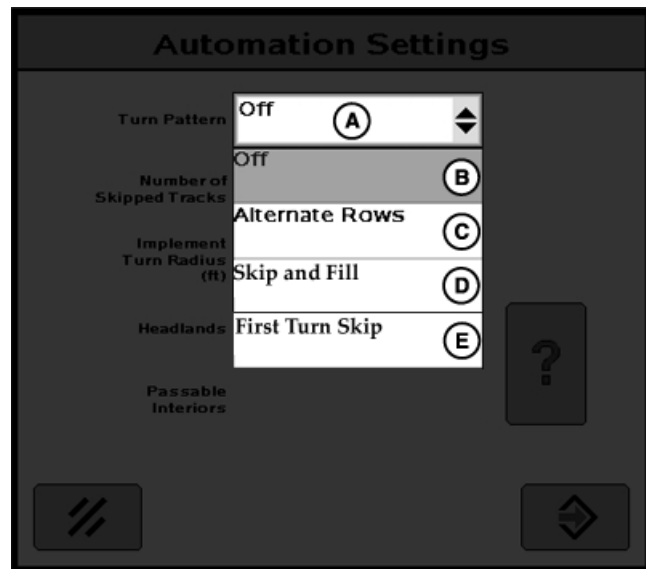 Automation Settings
Turn Pattern
Off
A
Off
B
Number of
Skipped Tracks
Alternate Rows
C
Implement
Turn Radius
(ft)
Skip and Fill
D
Headlands
First Turn Skip
E
?
Passable
Interiors